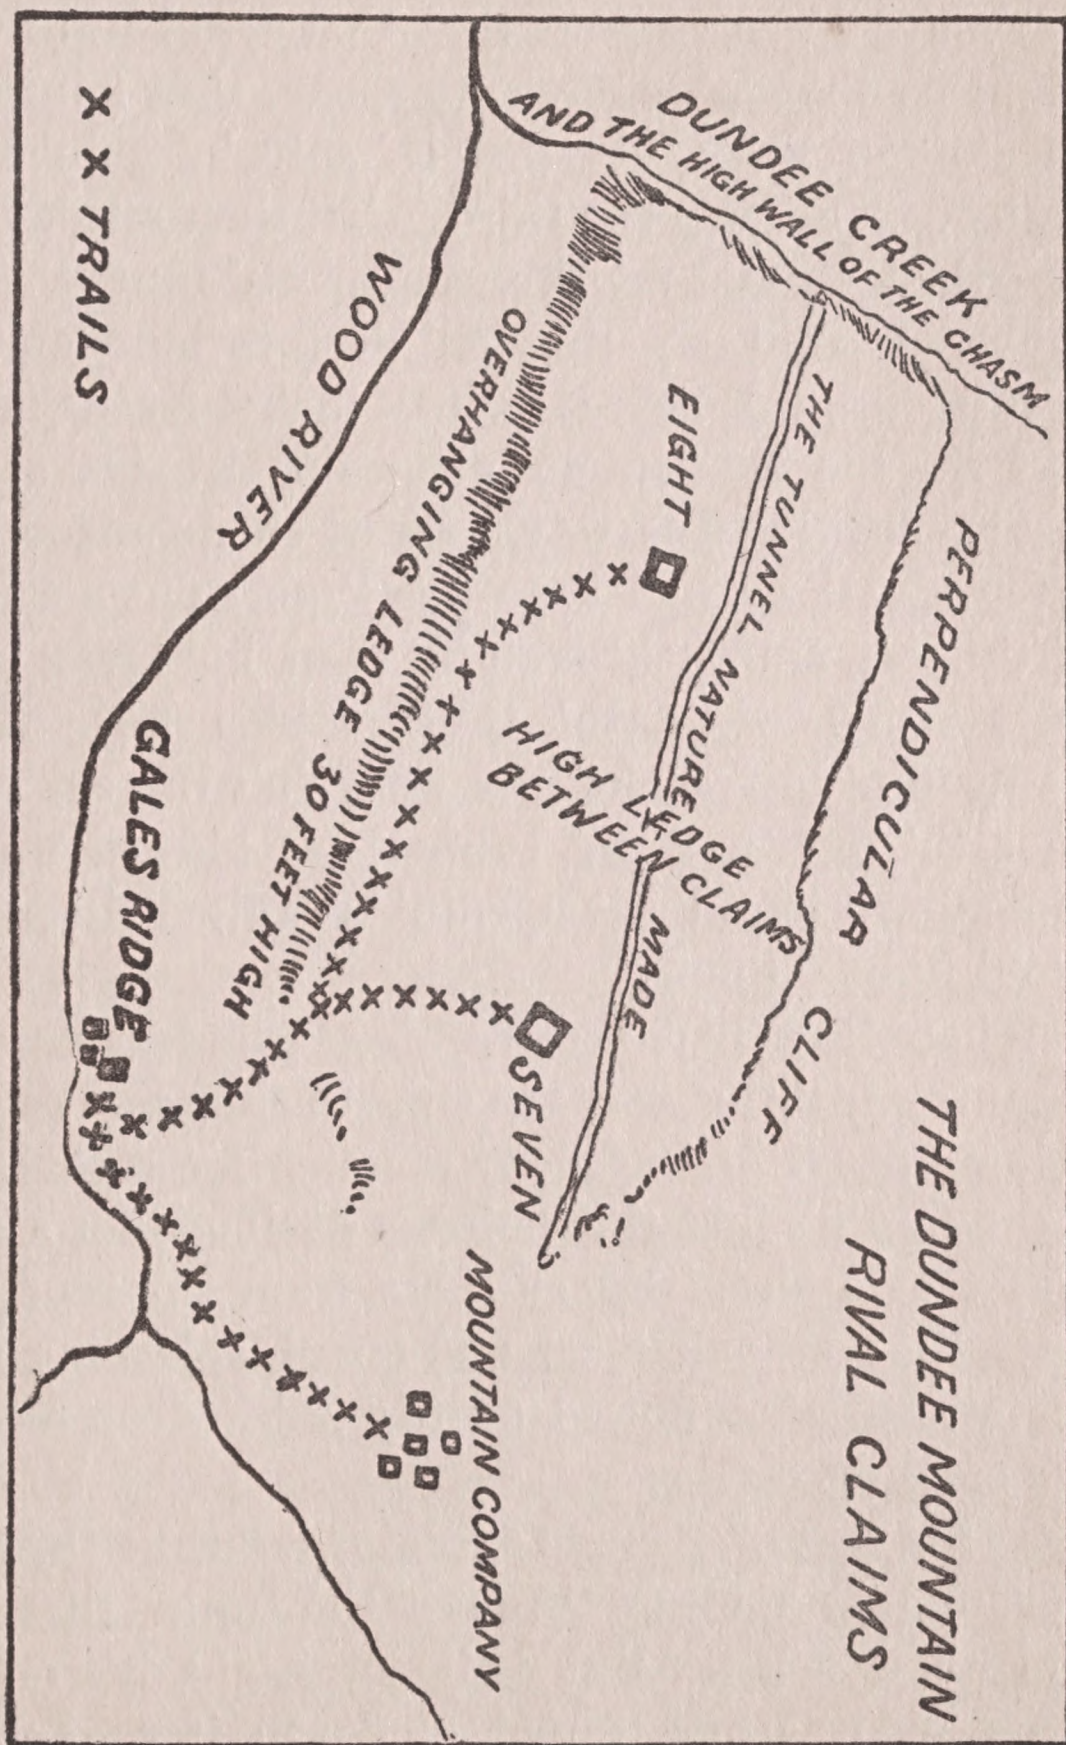 THE DUNDEE MOUNTAIN
RIVAL CLAIMS
DUNDEE CREEK
AND THE HIGH WALL OF THE CHASM
PERPENDICULAR CLIFF
THE TUNNEL NATURE MADE
EIGHT
HIGH LEDGE
BETWEEN CLAIMS
SEVEN
OVERHANGING LEDGE 30 FEET HIGH
MOUNTAIN COMPANY
WOOD RIVER
GALES RIDGE
X X TRAILS